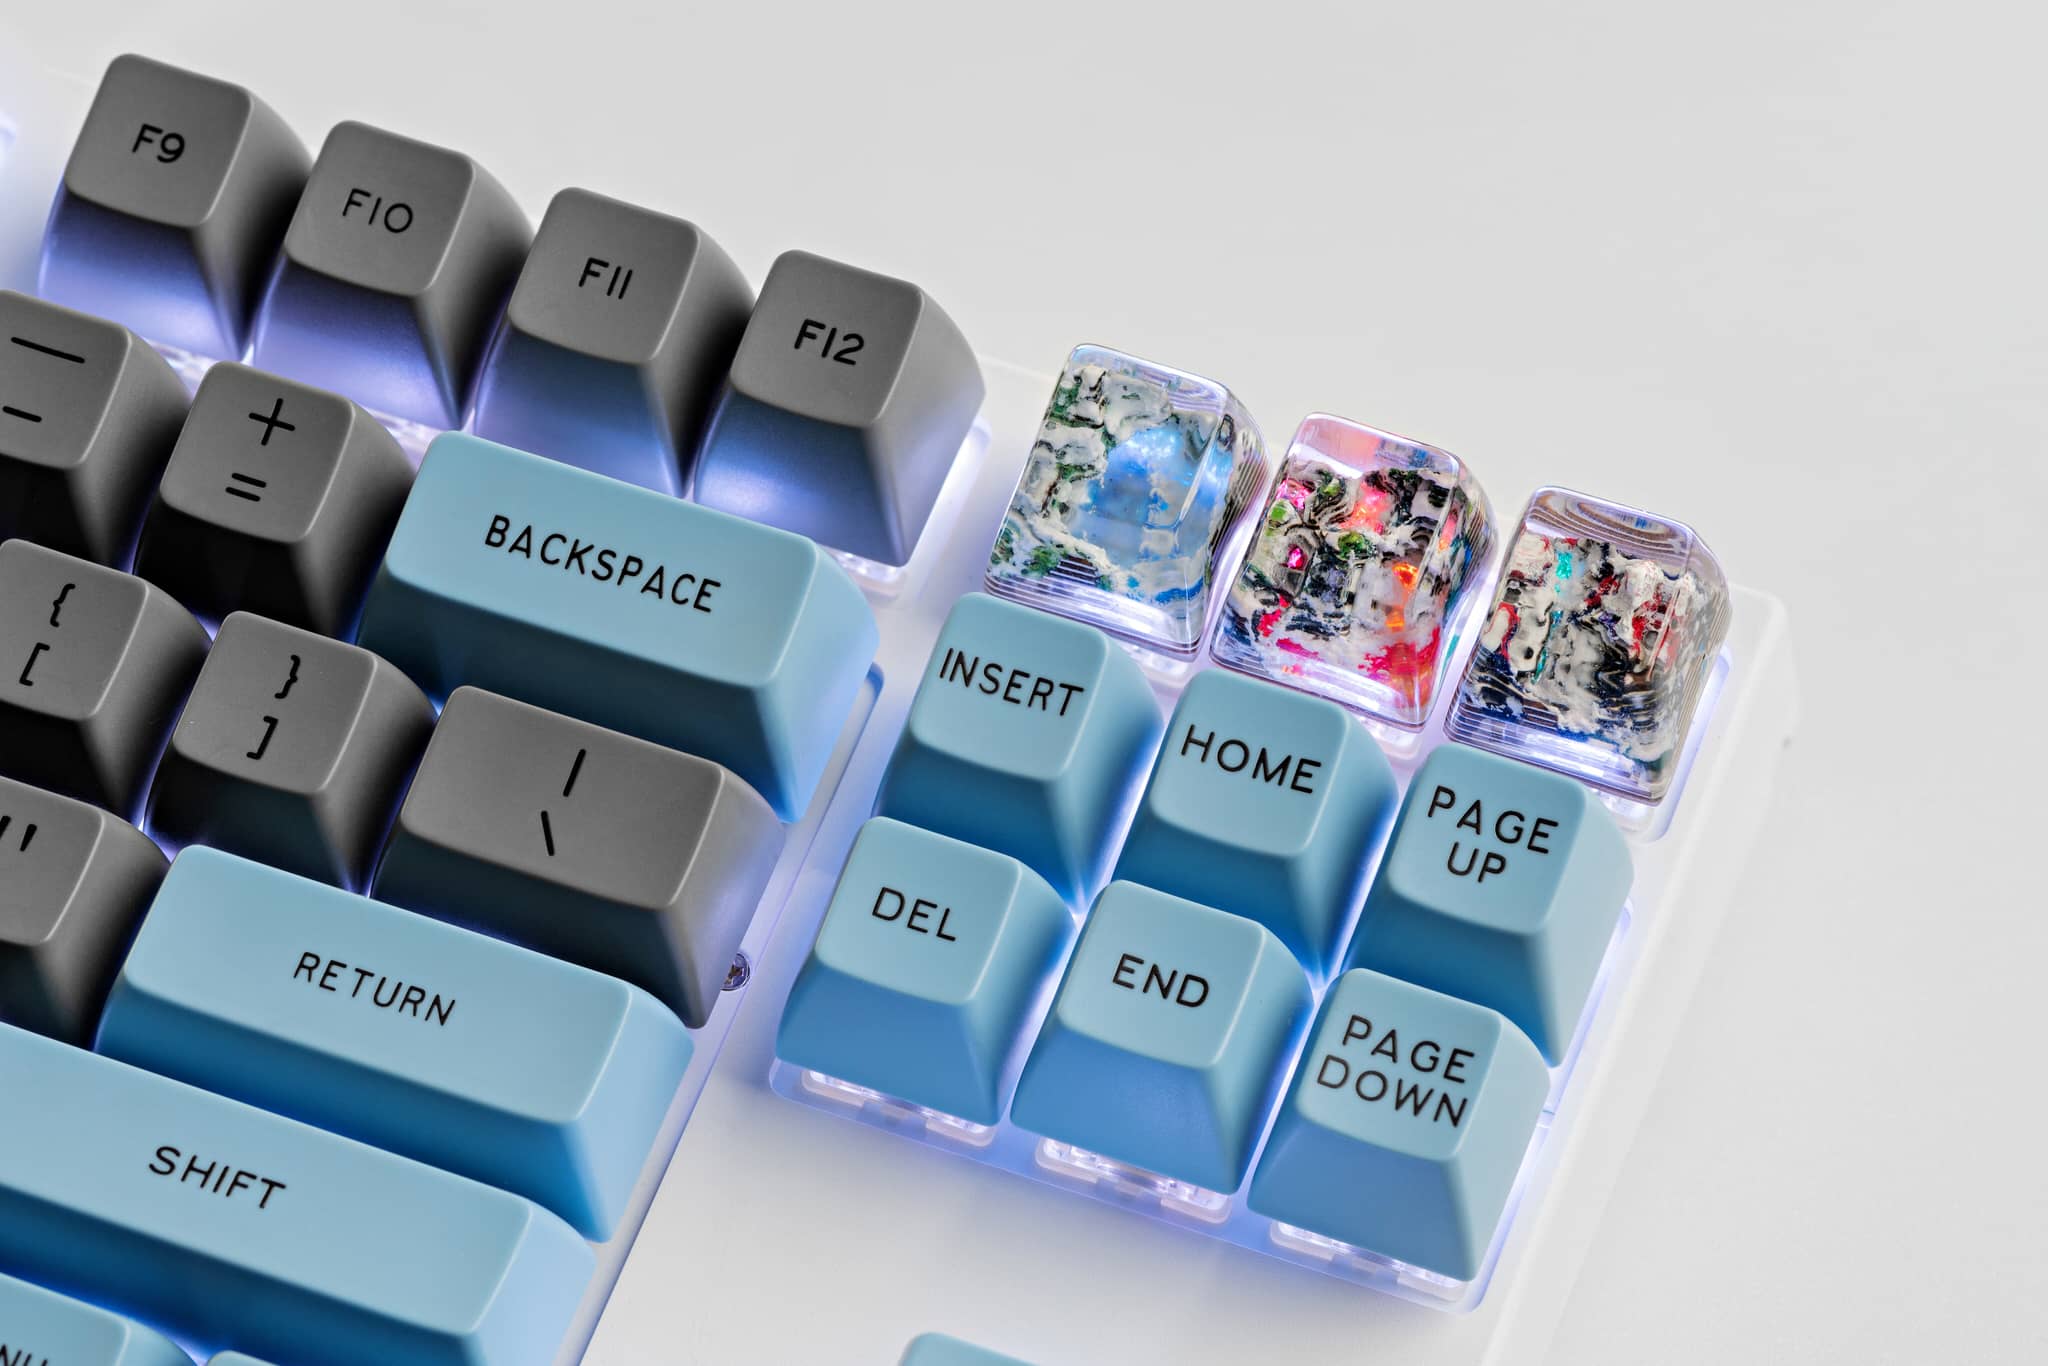 F9
F10
F11
F12
—
-
+
=
BACKSPACE
INSERT
HOME
PAGE
UP
{
[
}
]
|
\
DEL
END
PAGE
DOWN
"
RETURN
SHIFT